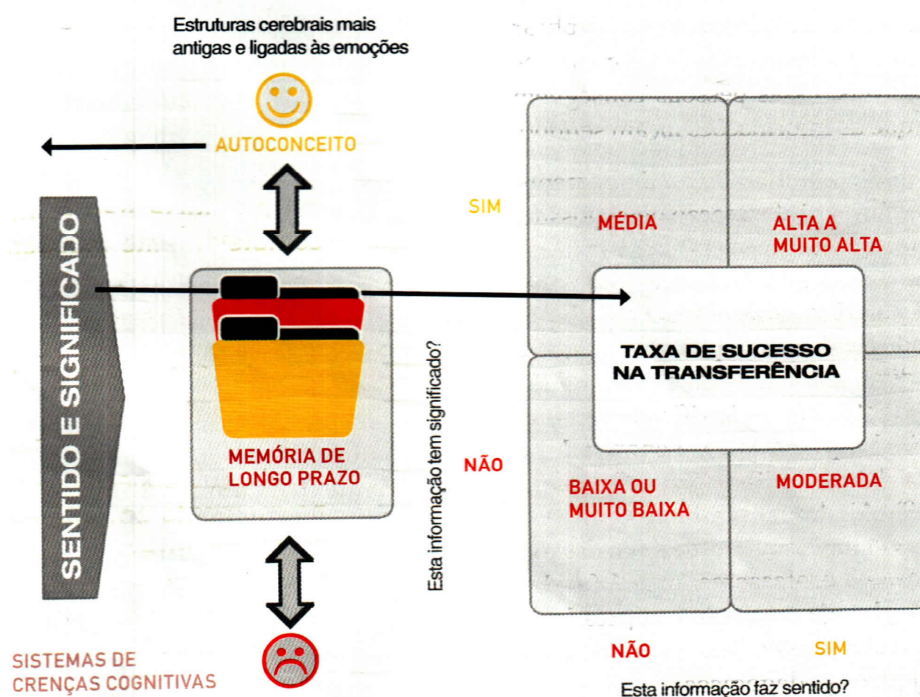 Estruturas cerebrais mais
antigas e ligadas às emoções
AUTOCONCEITO
SENTIDO E SIGNIFICADO
MEMÓRIA DE
LONGO PRAZO
SISTEMAS DE
CRENÇAS COGNITIVAS
Esta informação tem significado?
SIM
NÃO
MÉDIA
ALTA A
MUITO ALTA
TAXA DE SUCESSO
NA TRANSFERÊNCIA
BAIXA OU
MUITO BAIXA
MODERADA
NÃO
SIM
Esta informação faz sentido?